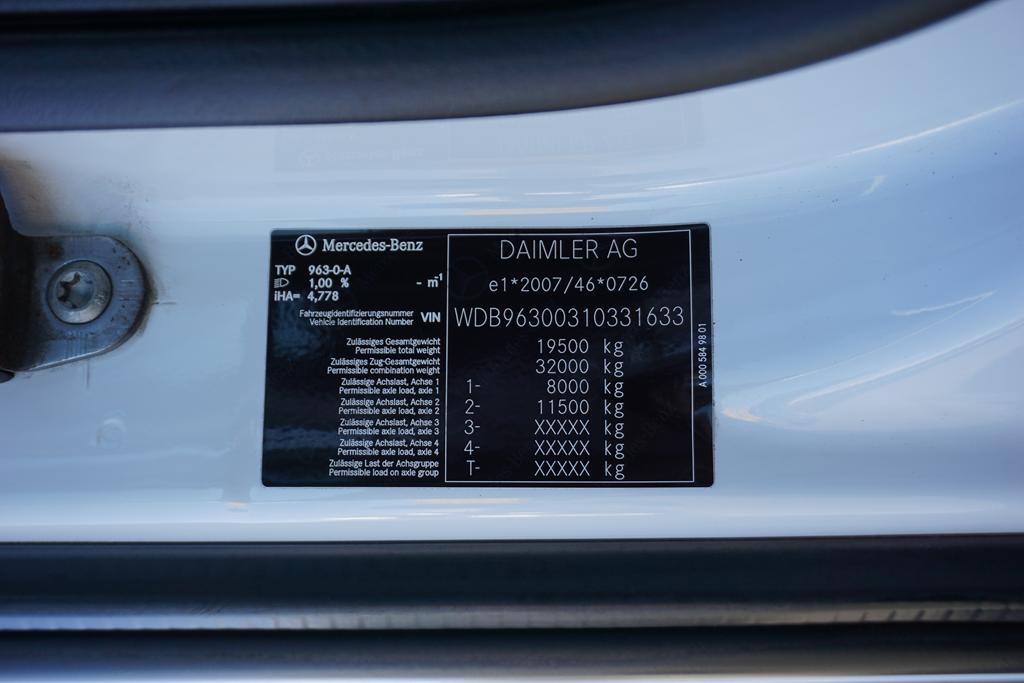 Mercedes-Benz
TYP 963-0-A
1,00 % - m⁻¹
iHA= 4,778
Fahrzeugidentifizierungsnummer
Vehicle Identification Number VIN
Zulässiges Gesamtgewicht
Permissible total weight
Zulässiges Zug-Gesamtgewicht
Permissible combination weight
Zulässige Achslast, Achse 1
Permissible axle load, axle 1
Zulässige Achslast, Achse 2
Permissible axle load, axle 2
Zulässige Achslast, Achse 3
Permissible axle load, axle 3
Zulässige Achslast, Achse 4
Permissible axle load, axle 4
Zulässige Last der Achsgruppe
Permissible load on axle group
DAIMLER AG
e1*2007/46*0726
WDB96300310331633
19500 kg
32000 kg
1- 8000 kg
2- 11500 kg
3- XXXXX kg
4- XXXXX kg
T- XXXXX kg
A 000 584 98 01